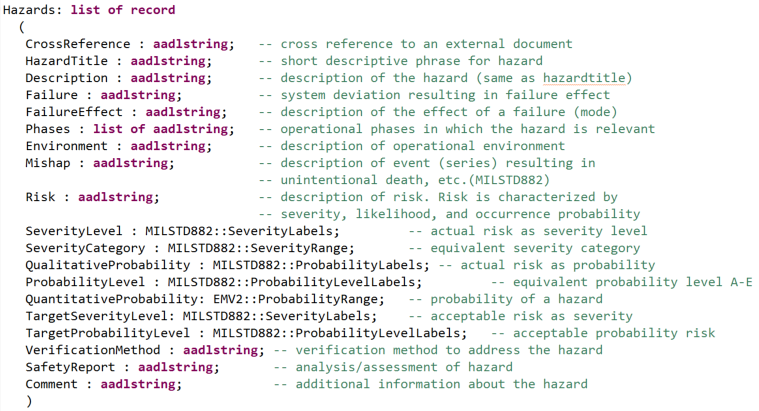 Hazards: list of record
(
CrossReference : aadlstring; -- cross reference to an external document
HazardTitle : aadlstring; -- short descriptive phrase for hazard
Description : aadlstring; -- description of the hazard (same as hazardtitle)
Failure : aadlstring; -- system deviation resulting in failure effect
FailureEffect : aadlstring; -- description of the effect of a failure (mode)
Phases : list of aadlstring; -- operational phases in which the hazard is relevant
Environment : aadlstring; -- description of operational environment
Mishap : aadlstring; -- description of event (series) resulting in
-- unintentional death, etc.(MILSTD882)
Risk : aadlstring; -- description of risk. Risk is characterized by
-- severity, likelihood, and occurrence probability
SeverityLevel : MILSTD882::SeverityLabels; -- actual risk as severity level
SeverityCategory : MILSTD882::SeverityRange; -- equivalent severity category
QualitativeProbability : MILSTD882::ProbabilityLabels; -- actual risk as probability
ProbabilityLevel : MILSTD882::ProbabilityLevelLabels; -- equivalent probability level A-E
QuantitativeProbability: EMV2::ProbabilityRange; -- probability of a hazard
TargetSeverityLevel: MILSTD882::SeverityLabels; -- acceptable risk as severity
TargetProbabilityLevel : MILSTD882::ProbabilityLevelLabels; -- acceptable probability risk
VerificationMethod : aadlstring; -- verification method to address the hazard
SafetyReport : aadlstring; -- analysis/assessment of hazard
Comment : aadlstring; -- additional information about the hazard
)